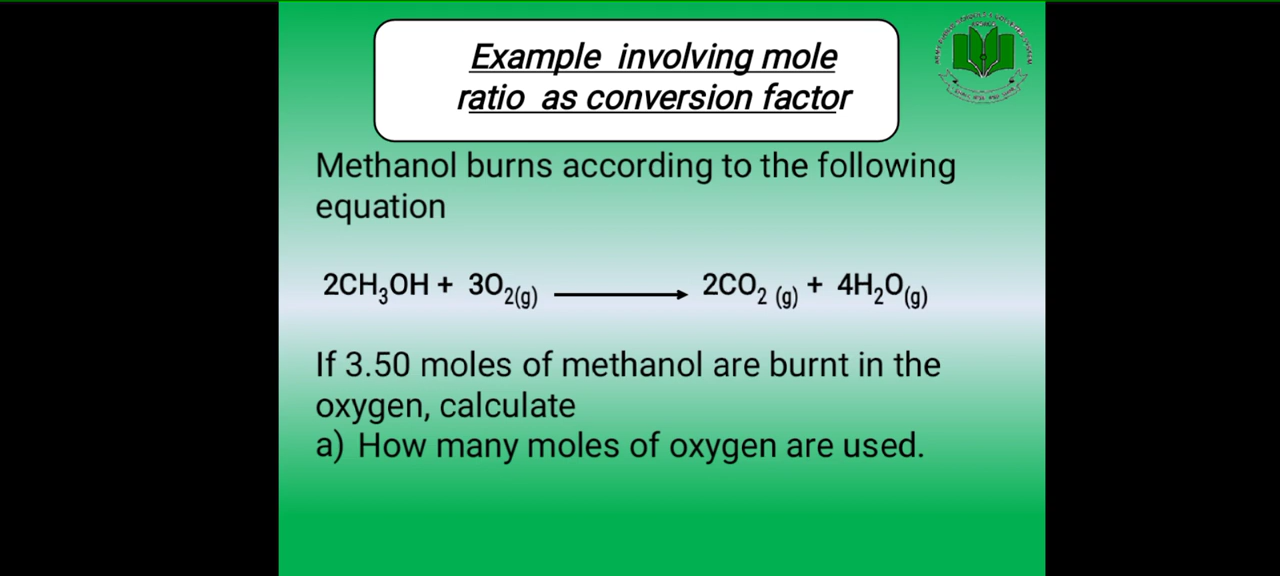 Example involving mole
ratio as conversion factor
Methanol burns according to the following
equation
2CH₃OH + 3O₂(g) ⟶ 2CO₂ (g) + 4H₂O(g)
If 3.50 moles of methanol are burnt in the
oxygen, calculate
a) How many moles of oxygen are used.